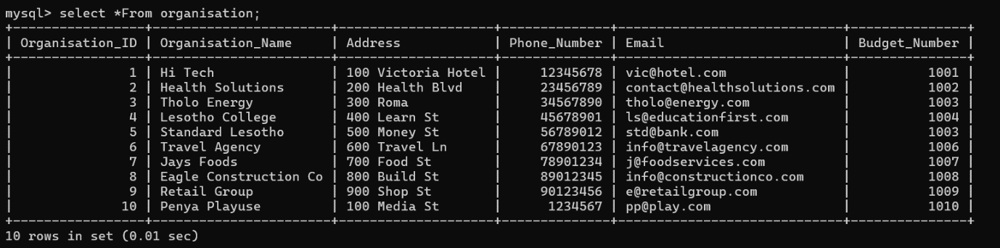 mysql> select *From organisation;
+-----------------+-----------------------+--------------------+--------------+-----------------------------+---------------+
| Organisation_ID | Organisation_Name     | Address            | Phone_Number | Email                       | Budget_Number |
+-----------------+-----------------------+--------------------+--------------+-----------------------------+---------------+
|               1 | Hi Tech               | 100 Victoria Hotel |     12345678 | vic@hotel.com               |          1001 |
|               2 | Health Solutions      | 200 Health Blvd    |     23456789 | contact@healthsolutions.com |          1002 |
|               3 | Tholo Energy          | 300 Roma           |     34567890 | tholo@energy.com            |          1003 |
|               4 | Lesotho College       | 400 Learn St       |     45678901 | ls@educationfirst.com       |          1004 |
|               5 | Standard Lesotho      | 500 Money St       |     56789012 | std@bank.com                |          1003 |
|               6 | Travel Agency         | 600 Travel Ln      |     67890123 | info@travelagency.com       |          1006 |
|               7 | Jays Foods            | 700 Food St        |     78901234 | j@foodservices.com          |          1007 |
|               8 | Eagle Construction Co | 800 Build St       |     89012345 | info@constructionco.com     |          1008 |
|               9 | Retail Group          | 900 Shop St        |     90123456 | e@retailgroup.com           |          1009 |
|              10 | Penya Playuse         | 100 Media St       |      1234567 | pp@play.com                 |          1010 |
+-----------------+-----------------------+--------------------+--------------+-----------------------------+---------------+
10 rows in set (0.01 sec)